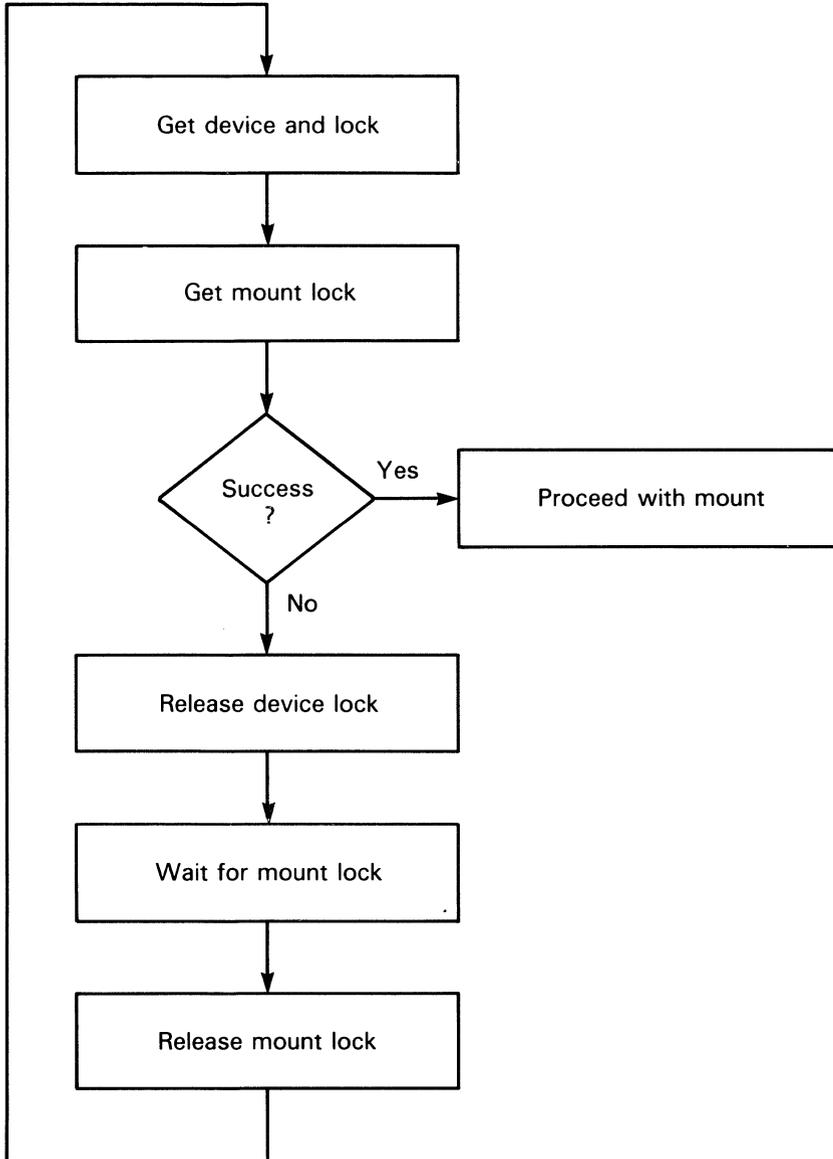 Get device and lock
Get mount lock
Success
?
Yes
Proceed with mount
No
Release device lock
Wait for mount lock
Release mount lock